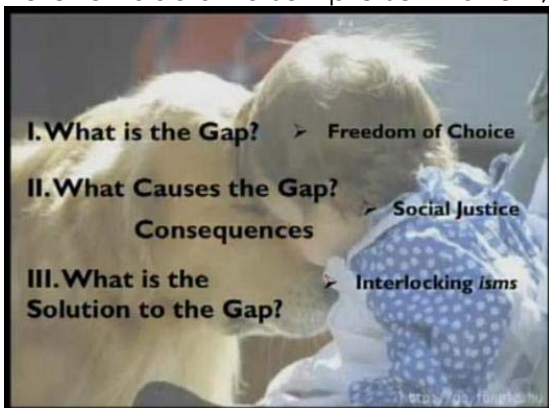 I. What is the Gap? ➢ Freedom of Choice
II. What Causes the Gap?
➢ Social Justice
Consequences
III. What is the
➢ Interlocking isms
Solution to the Gap?